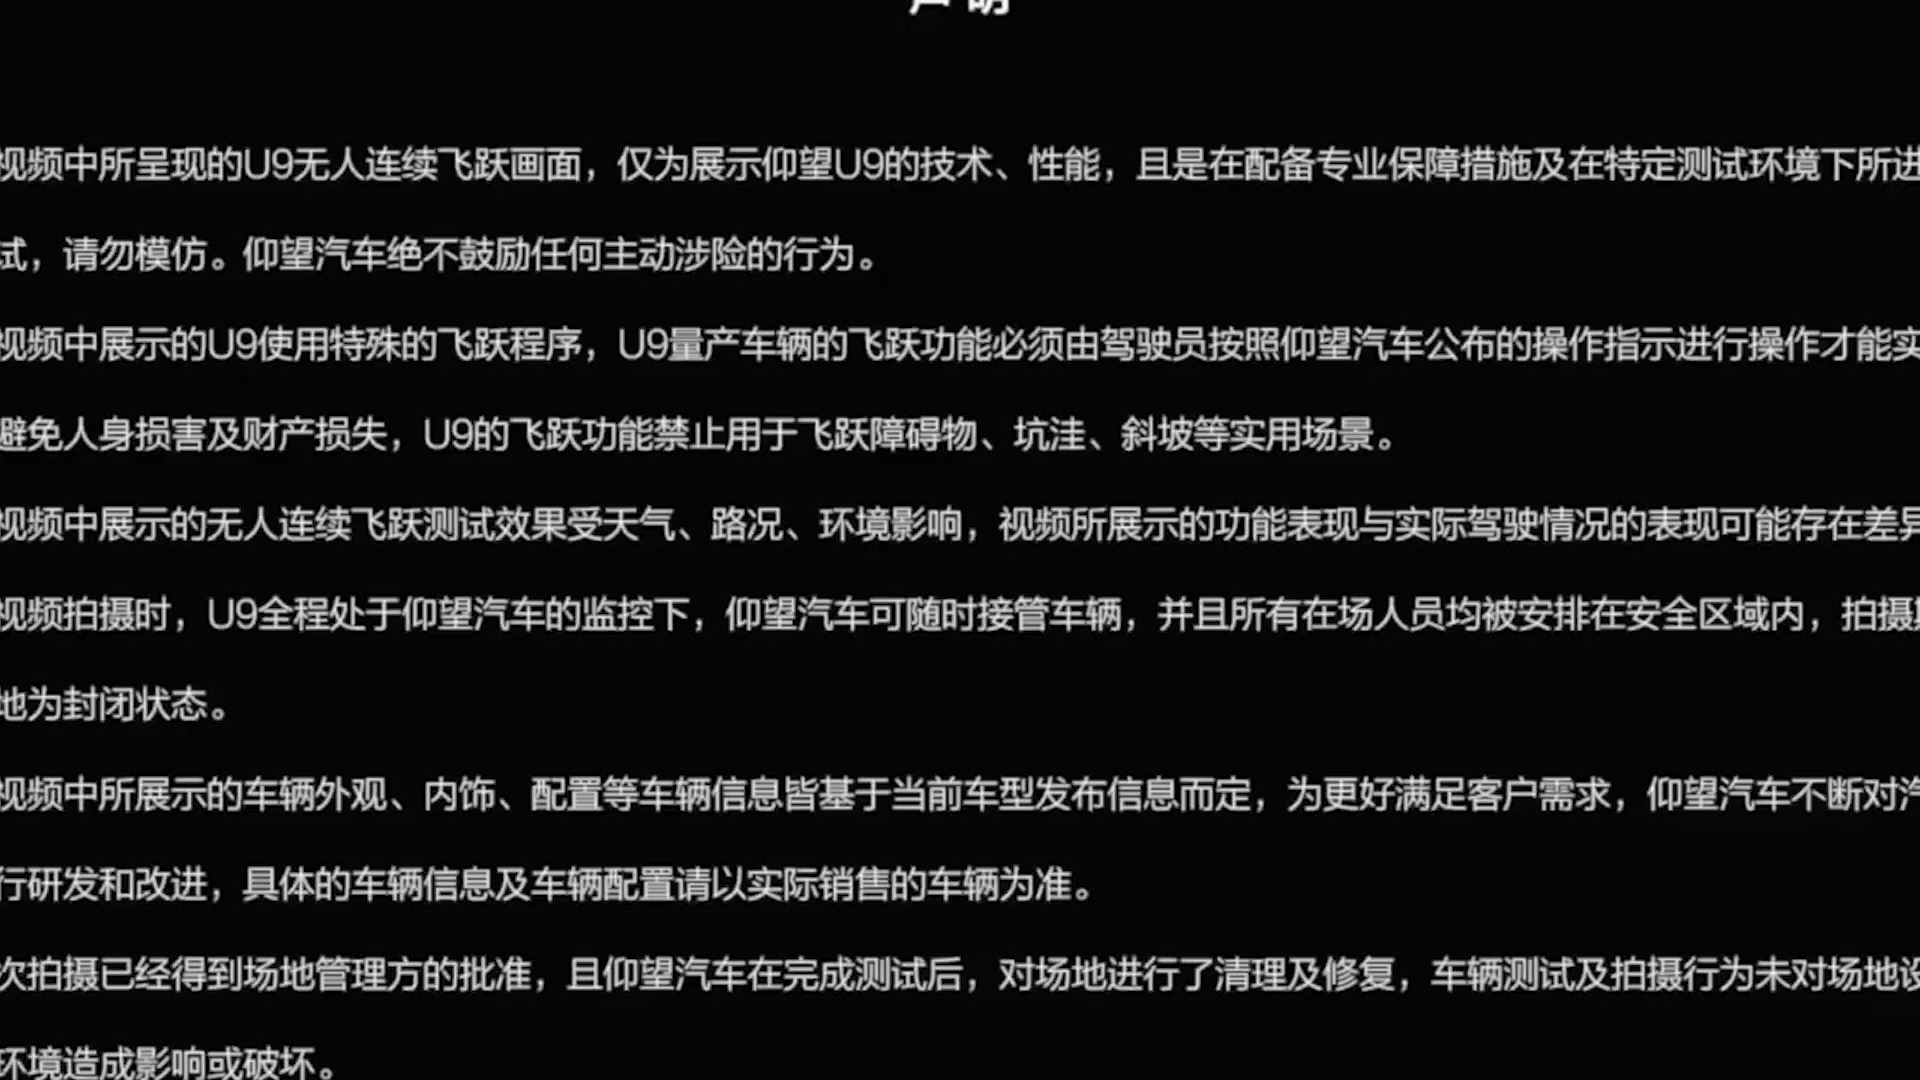 声明
视频中所呈现的U9无人连续飞跃画面，仅为展示仰望U9的技术、性能，且是在配备专业保障措施及在特定测试环境下所进
试，请勿模仿。仰望汽车绝不鼓励任何主动涉险的行为。
视频中展示的U9使用特殊的飞跃程序，U9量产车辆的飞跃功能必须由驾驶员按照仰望汽车公布的操作指示进行操作才能实
避免人身损害及财产损失，U9的飞跃功能禁止用于飞跃障碍物、坑洼、斜坡等实用场景。
视频中展示的无人连续飞跃测试效果受天气、路况、环境影响，视频所展示的功能表现与实际驾驶情况的表现可能存在差异
视频拍摄时，U9全程处于仰望汽车的监控下，仰望汽车可随时接管车辆，并且所有在场人员均被安排在安全区域内，拍摄
地为封闭状态。
视频中所展示的车辆外观、内饰、配置等车辆信息皆基于当前车型发布信息而定，为更好满足客户需求，仰望汽车不断对汽
行研发和改进，具体的车辆信息及车辆配置请以实际销售的车辆为准。
次拍摄已经得到场地管理方的批准，且仰望汽车在完成测试后，对场地进行了清理及修复，车辆测试及拍摄行为未对场地设
环境造成影响或破坏。